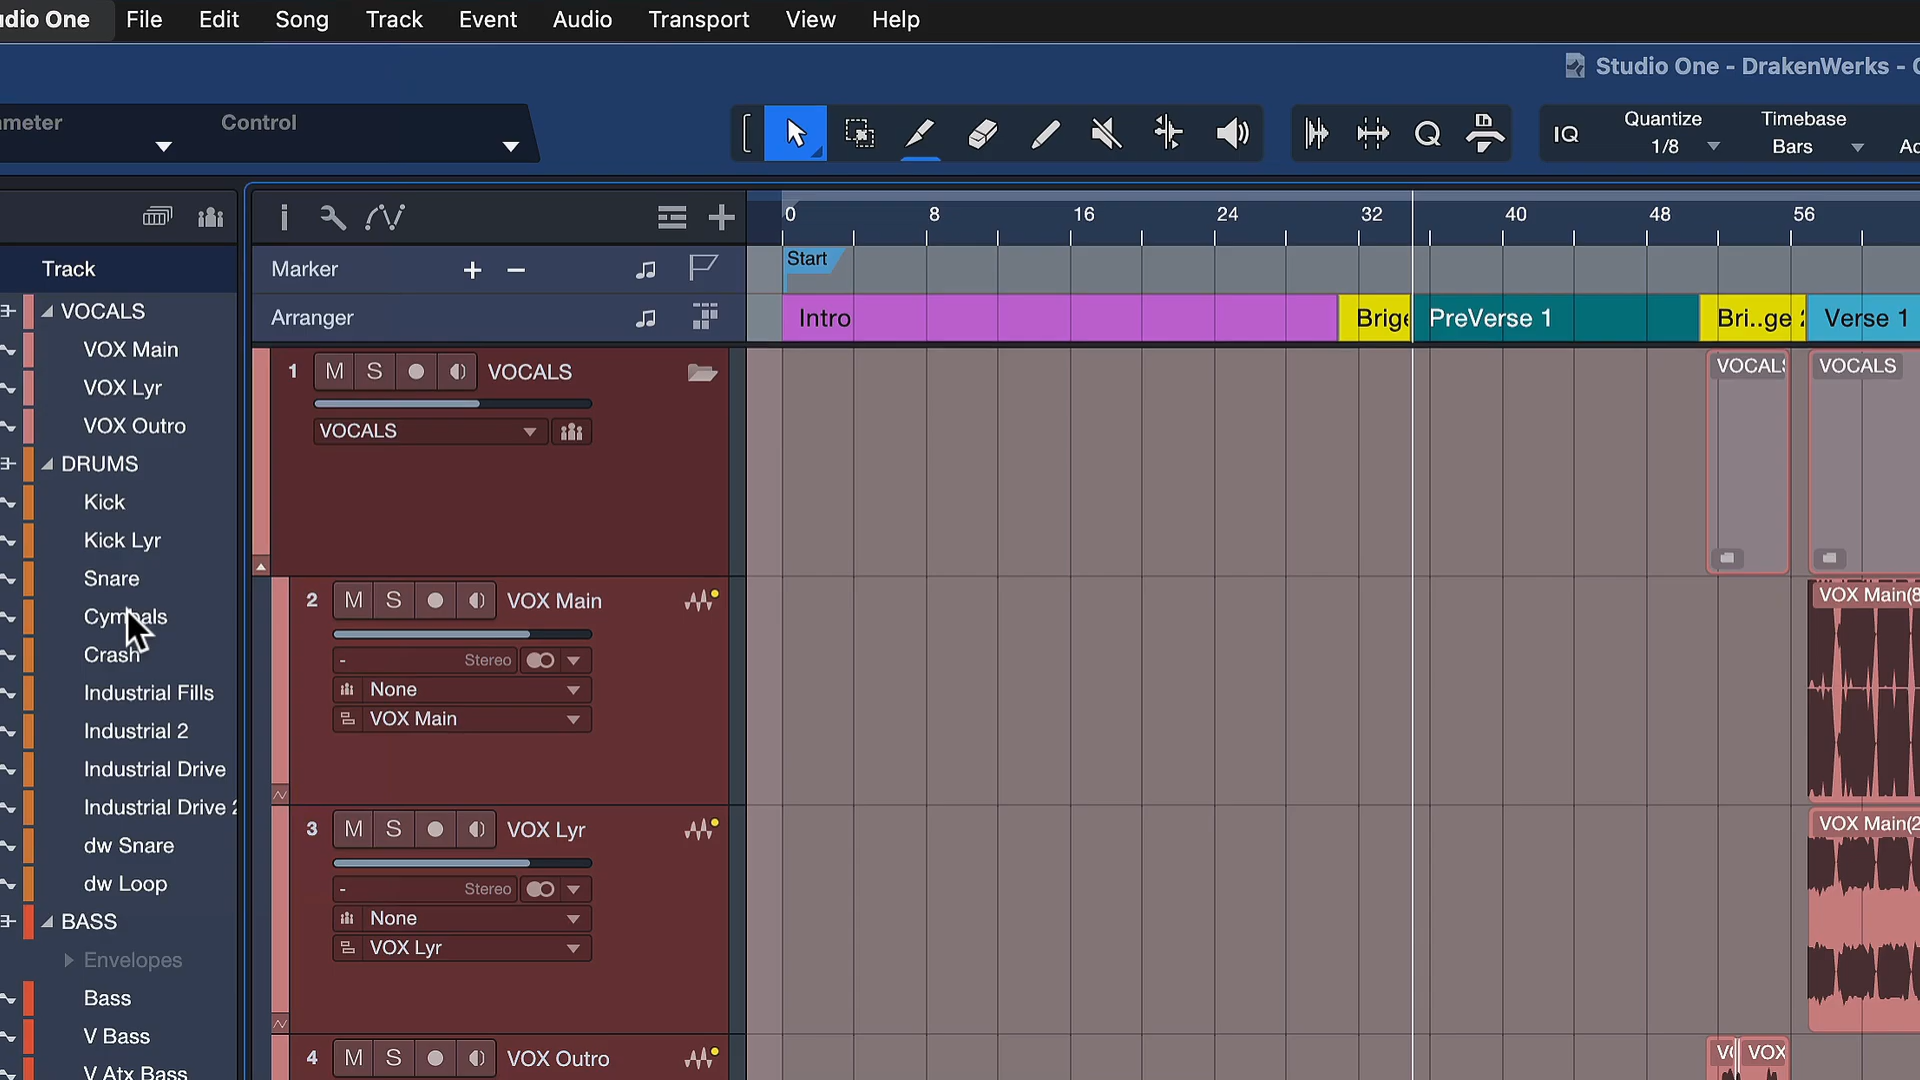 dio One File Edit Song Track Event Audio Transport View Help
Studio One - DrakenWerks -
meter Control
IQ Quantize 1/8 Timebase Bars
0 8 16 24 32 40 48 56
Track
Marker + −
Start
Arranger
Intro PreVerse 1 Bri..ge Verse 1
VOCALS
VOX Main
VOX Lyr
VOX Outro
DRUMS
Kick
Kick Lyr
Snare
Cymbals
Crash
Industrial Fills
Industrial 2
Industrial Drive
Industrial Drive 2
dw Snare
dw Loop
BASS
Envelopes
Bass
V Bass
V Atx Bass
1 M S VOCALS
VOCALS
2 M S VOX Main
- Stereo
None
VOX Main
3 M S VOX Lyr
- Stereo
None
VOX Lyr
4 M S VOX Outro
VOCALS VOCALS
VOX Main(8
VOX Main(2
VOX